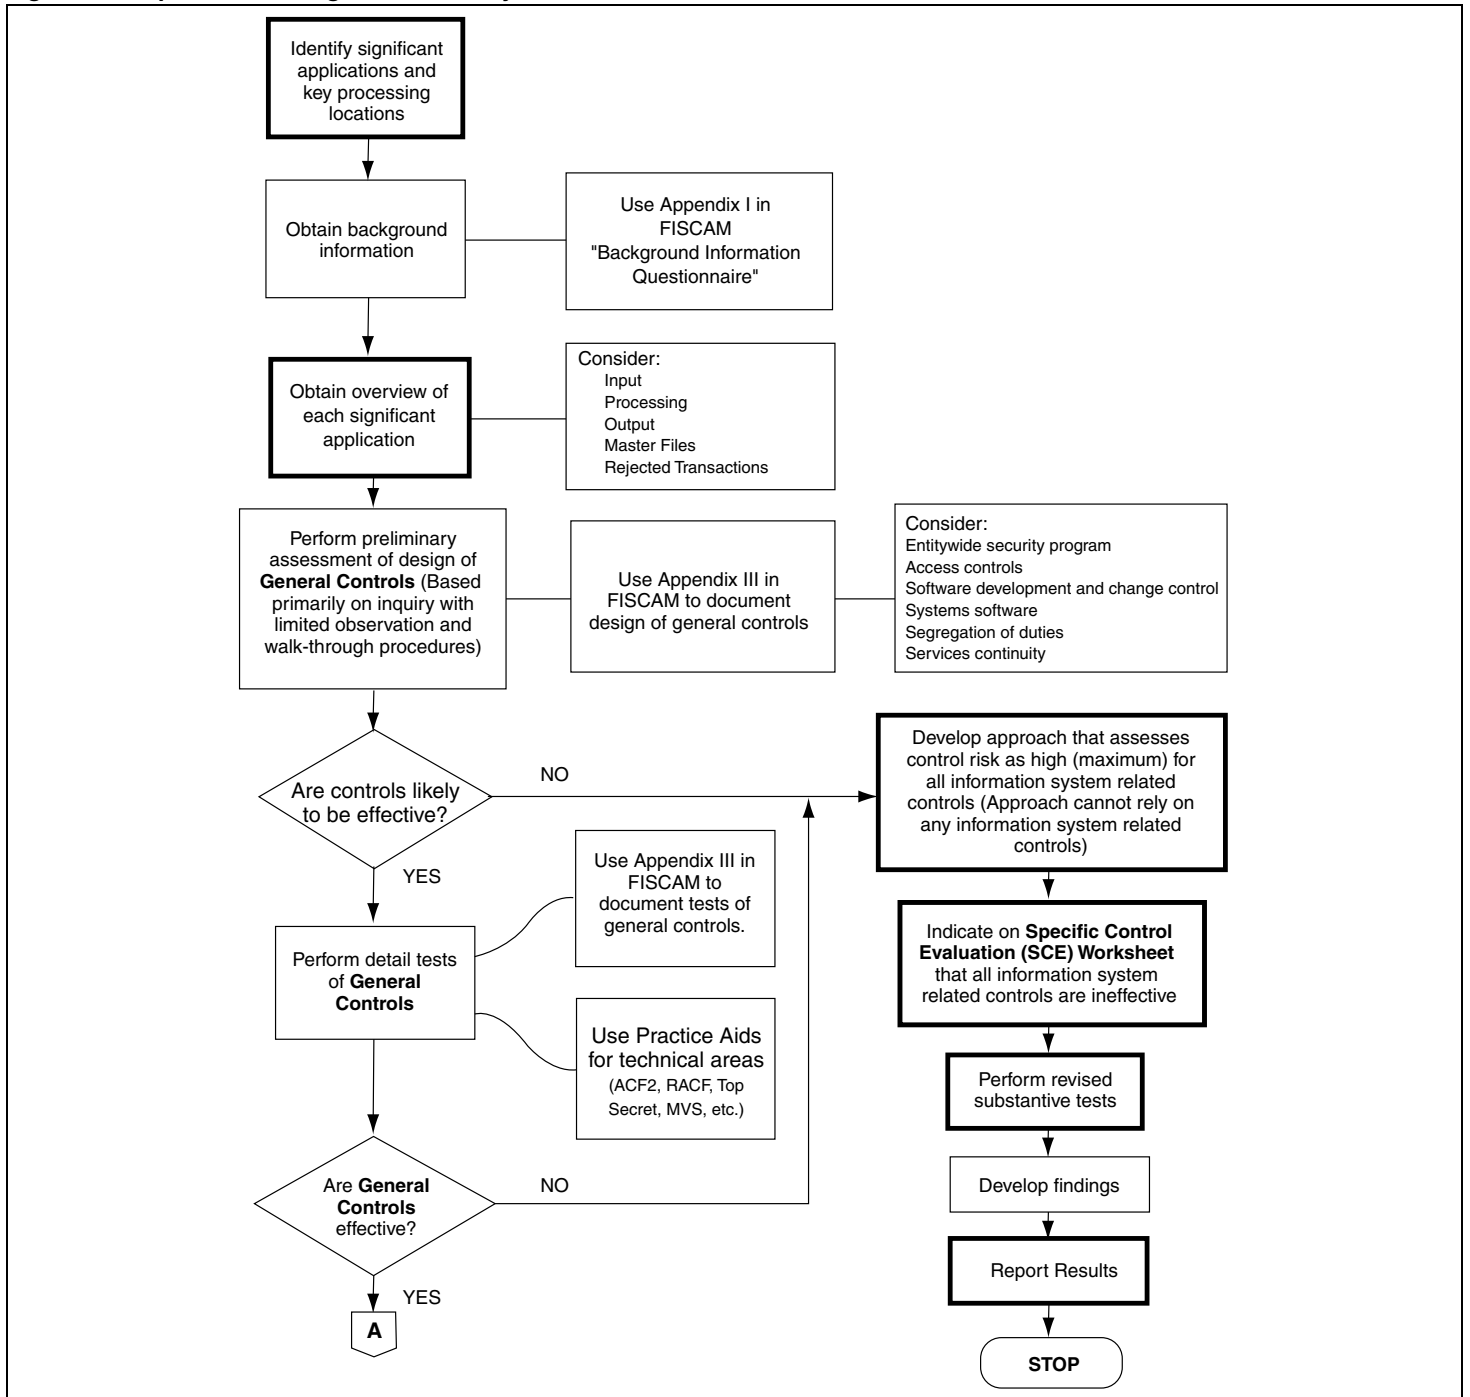 Identify significant
applications and
key processing
locations
Obtain background
information
Use Appendix I in
FISCAM
"Background Information
Questionnaire"
Obtain overview of
each significant
application
Consider:
Input
Processing
Output
Master Files
Rejected Transactions
Perform preliminary
assessment of design of
General Controls (Based
primarily on inquiry with
limited observation and
walk-through procedures)
Use Appendix III in
FISCAM to document
design of general controls
Consider:
Entitywide security program
Access controls
Software development and change control
Systems software
Segregation of duties
Services continuity
Are controls likely
to be effective?
NO
YES
Develop approach that assesses
control risk as high (maximum) for
all information system related
controls (Approach cannot rely on
any information system related
controls)
Use Appendix III in
FISCAM to
document tests of
general controls.
Perform detail tests
of General
Controls
Use Practice Aids
for technical areas
(ACF2, RACF, Top
Secret, MVS, etc.)
Indicate on Specific Control
Evaluation (SCE) Worksheet
that all information system
related controls are ineffective
Perform revised
substantive tests
Are General
Controls
effective?
NO
YES
A
Develop findings
Report Results
STOP